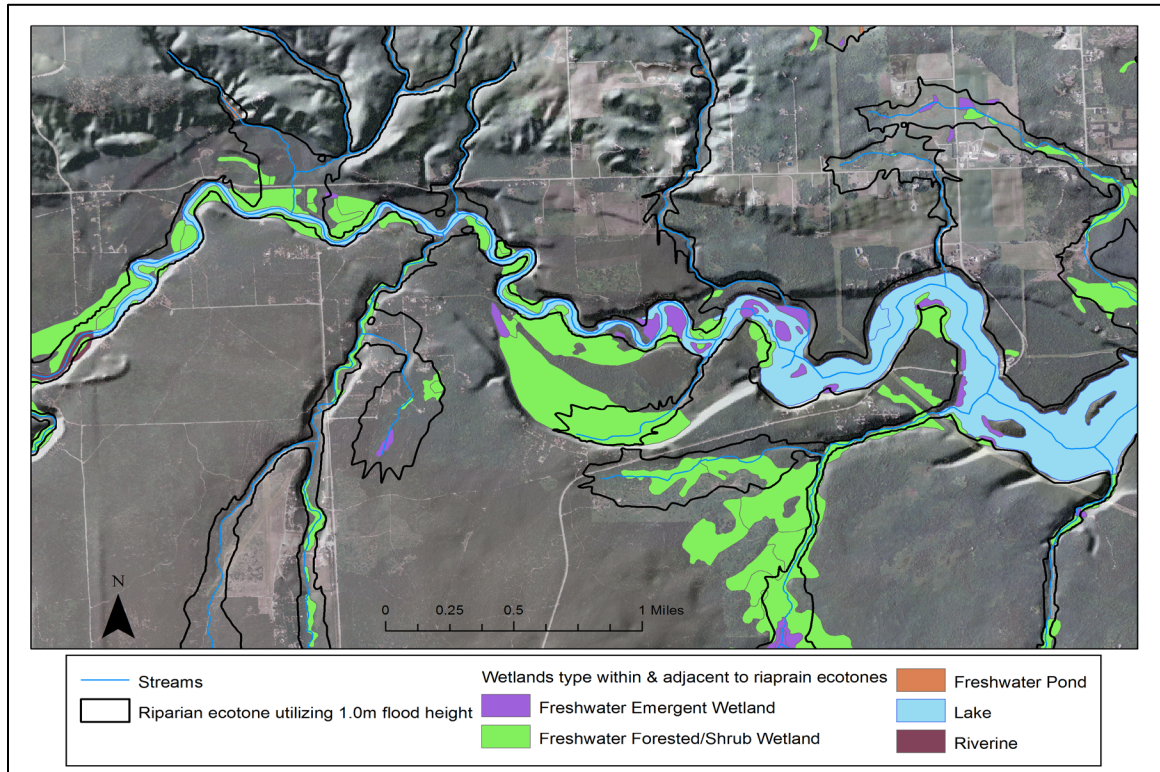 N
0 0.25 0.5 1 Miles
Streams
Riparian ecotone utilizing 1.0m flood height
Wetlands type within & adjacent to riaprain ecotones
Freshwater Emergent Wetland
Freshwater Forested/Shrub Wetland
Freshwater Pond
Lake
Riverine